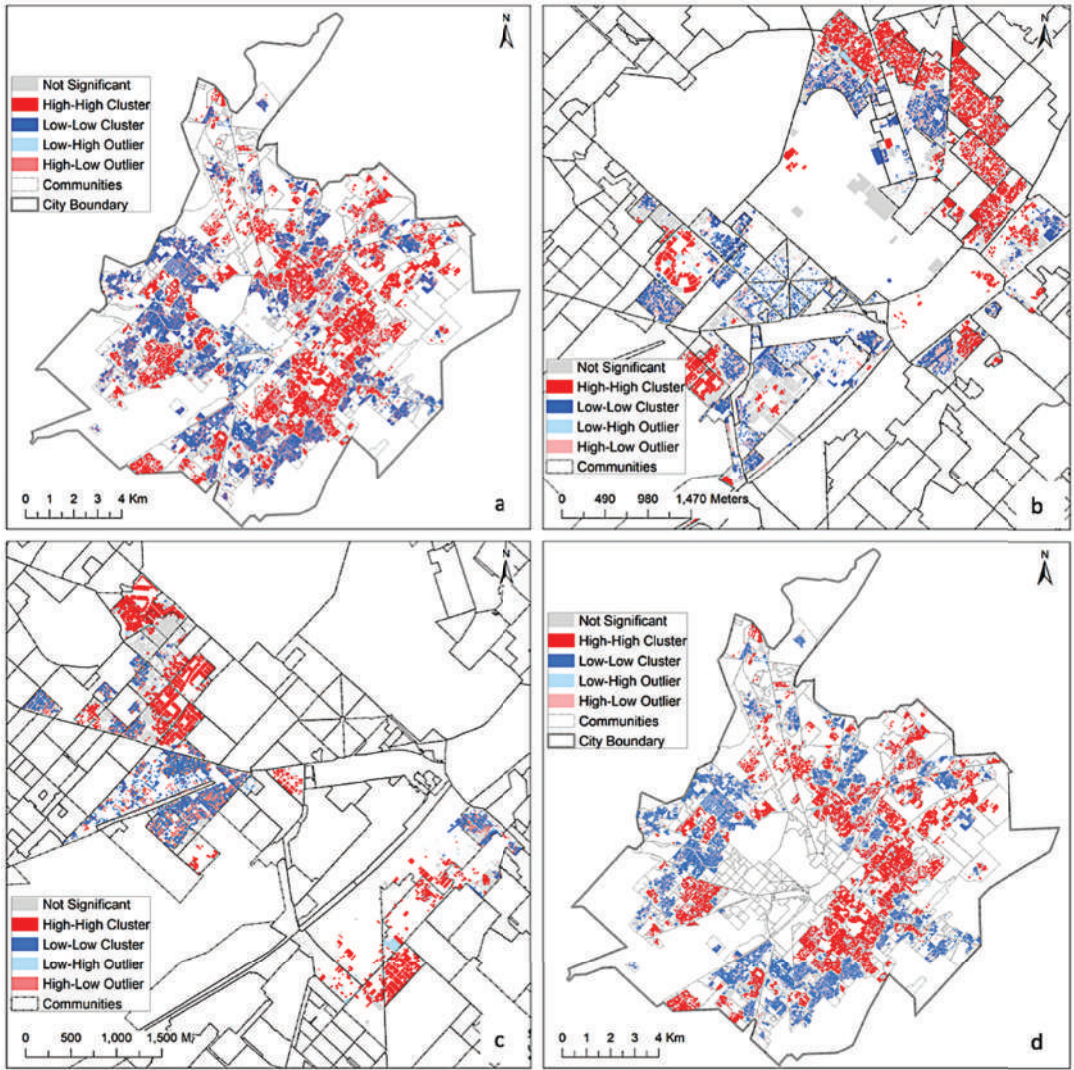 N
Not Significant
High-High Cluster
Low-Low Cluster
Low-High Outlier
High-Low Outlier
Communities
City Boundary
0 1 2 3 4 Km
a
N
Not Significant
High-High Cluster
Low-Low Cluster
Low-High Outlier
High-Low Outlier
Communities
0 490 980 1,470 Meters
b
N
Not Significant
High-High Cluster
Low-Low Cluster
Low-High Outlier
High-Low Outlier
Communities
0 500 1,000 1,500 M
c
N
Not Significant
High-High Cluster
Low-Low Cluster
Low-High Outlier
High-Low Outlier
Communities
City Boundary
0 1 2 3 4 Km
d